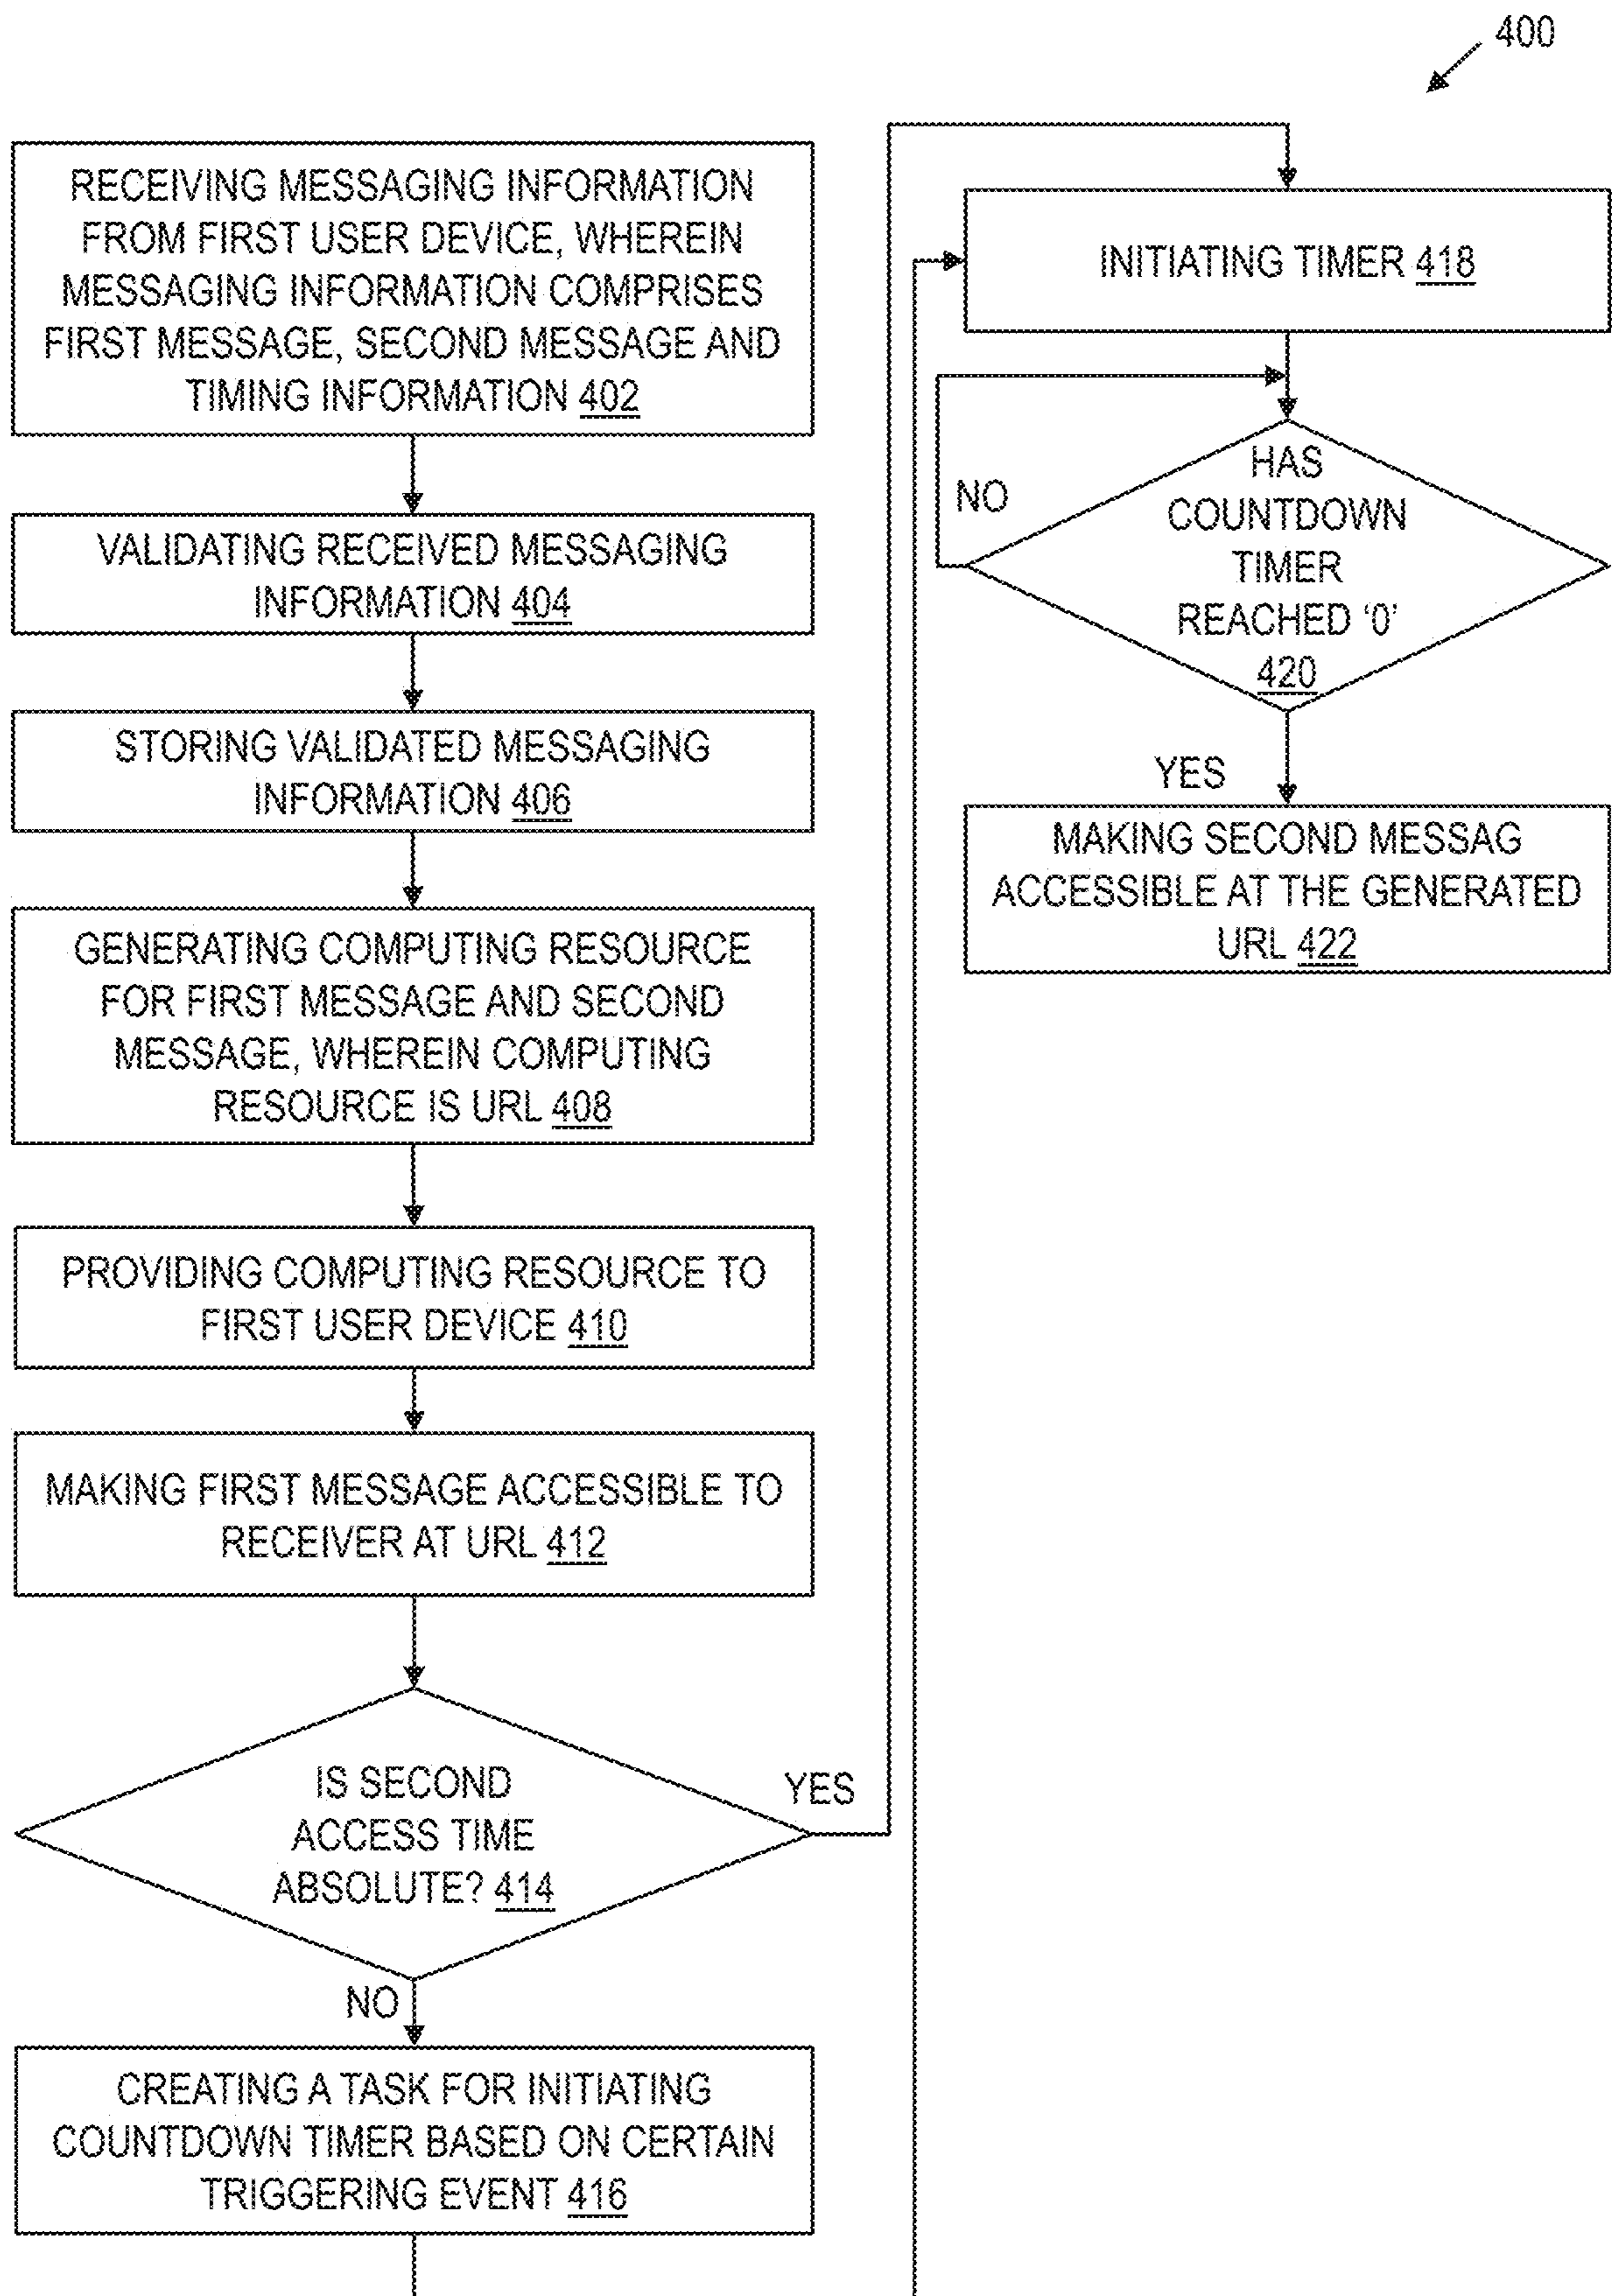 400
RECEIVING MESSAGING INFORMATION
FROM FIRST USER DEVICE, WHEREIN
MESSAGING INFORMATION COMPRISES
FIRST MESSAGE, SECOND MESSAGE AND
TIMING INFORMATION 402
VALIDATING RECEIVED MESSAGING
INFORMATION 404
STORING VALIDATED MESSAGING
INFORMATION 406
GENERATING COMPUTING RESOURCE
FOR FIRST MESSAGE AND SECOND
MESSAGE, WHEREIN COMPUTING
RESOURCE IS URL 408
PROVIDING COMPUTING RESOURCE TO
FIRST USER DEVICE 410
MAKING FIRST MESSAGE ACCESSIBLE TO
RECEIVER AT URL 412
IS SECOND
ACCESS TIME
ABSOLUTE? 414
YES
NO
CREATING A TASK FOR INITIATING
COUNTDOWN TIMER BASED ON CERTAIN
TRIGGERING EVENT 416
INITIATING TIMER 418
HAS
COUNTDOWN
TIMER
REACHED ‘0’
420
NO
YES
MAKING SECOND MESSAG
ACCESSIBLE AT THE GENERATED
URL 422